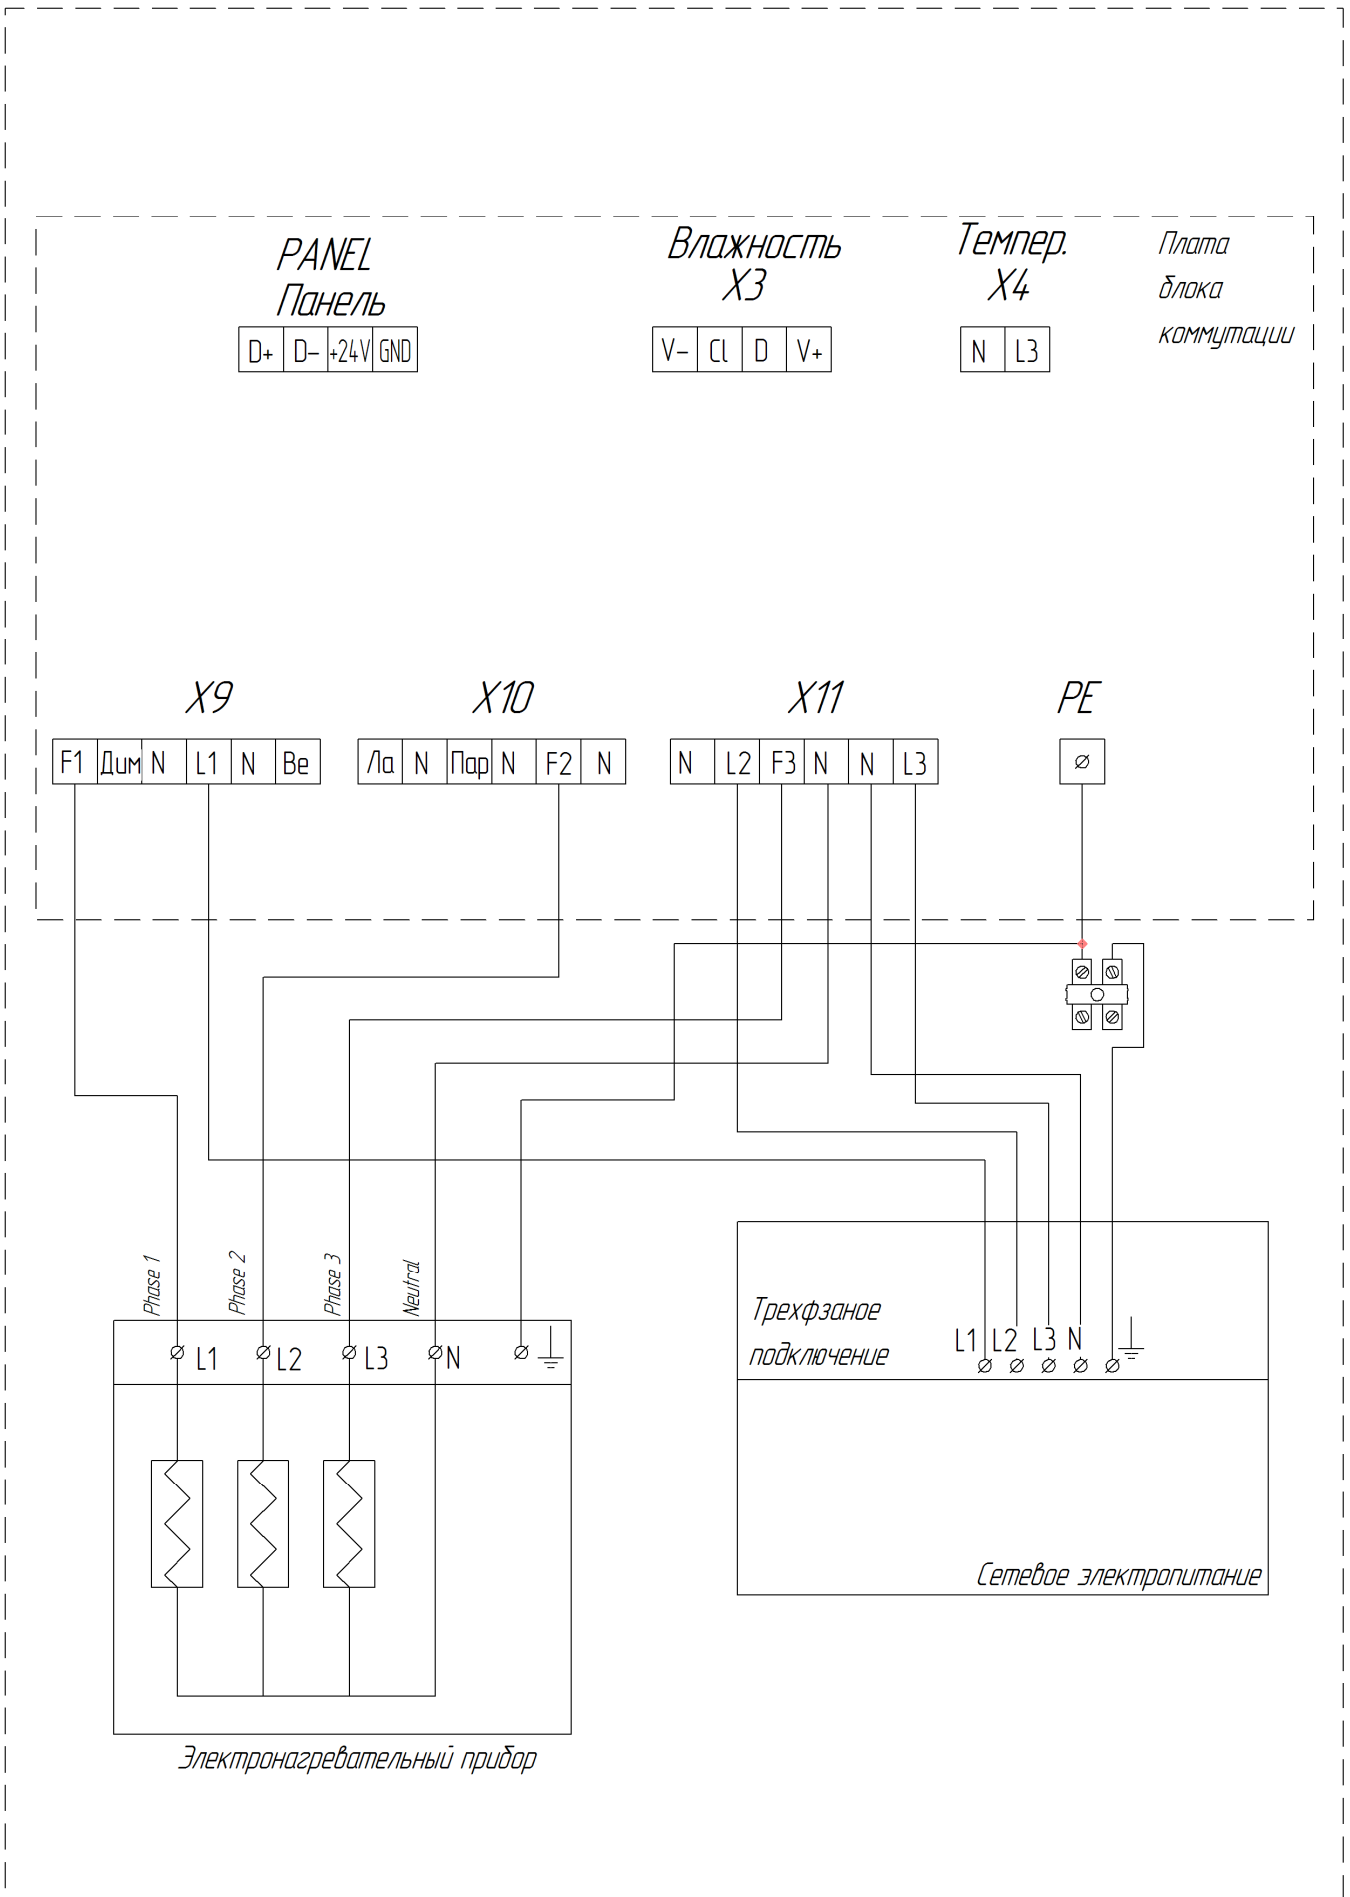 PANEL
Панель
D+ D- +24V GND
Влажность
X3
V- Cl D V+
Темпер.
X4
N L3
Плата
блока
коммутации
X9
F1 Дим N L1 N Ве
X10
Ла N Пар N F2 N
X11
N L2 F3 N N L3
PE
Phase 1
Phase 2
Phase 3
Neutral
L1 L2 L3 N
Трехфзаное
подключение
L1 L2 L3 N
Сетевое электропитание
Электронагревательный прибор